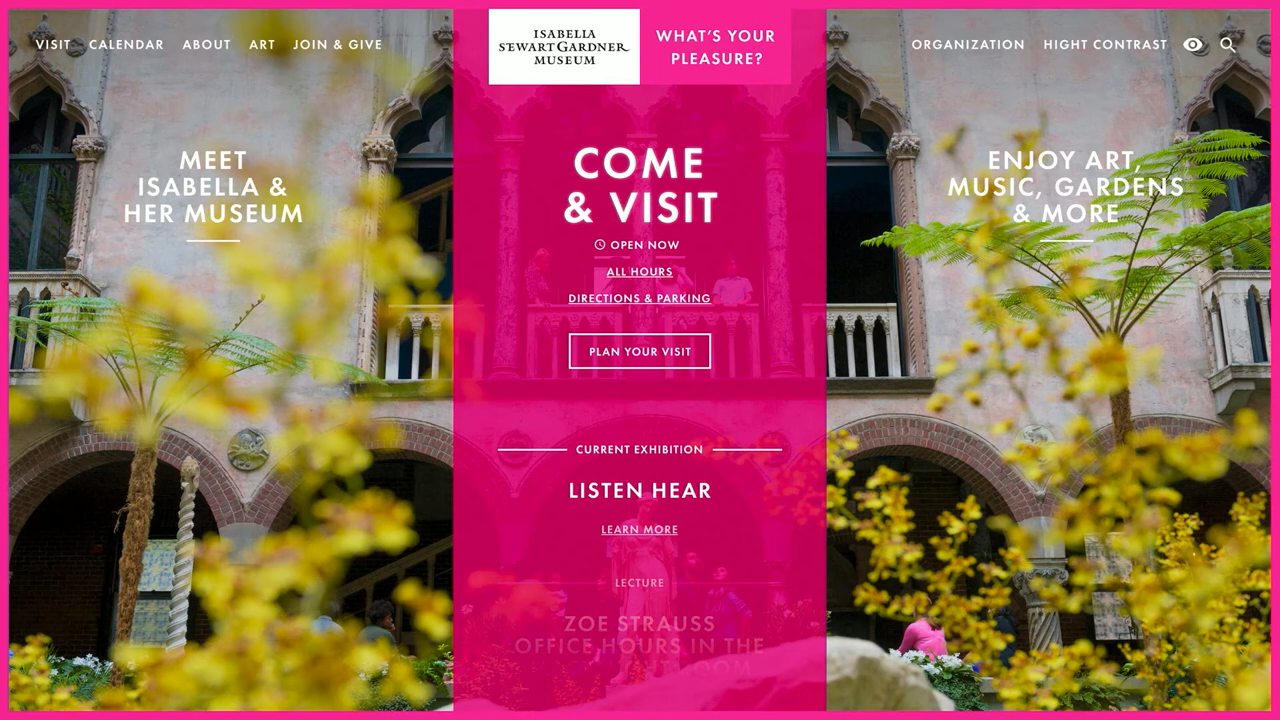 VISIT CALENDAR ABOUT ART JOIN & GIVE
ISABELLA
STEWART GARDNER
MUSEUM
WHAT'S YOUR
PLEASURE?
ORGANIZATION HIGHT CONTRAST
MEET
ISABELLA &
HER MUSEUM
COME
& VISIT
OPEN NOW
ALL HOURS
DIRECTIONS & PARKING
PLAN YOUR VISIT
ENJOY ART,
MUSIC, GARDENS
& MORE
CURRENT EXHIBITION
LISTEN HEAR
LEARN MORE
LECTURE
ZOE STRAUSS
OFFICE HOURS IN THE